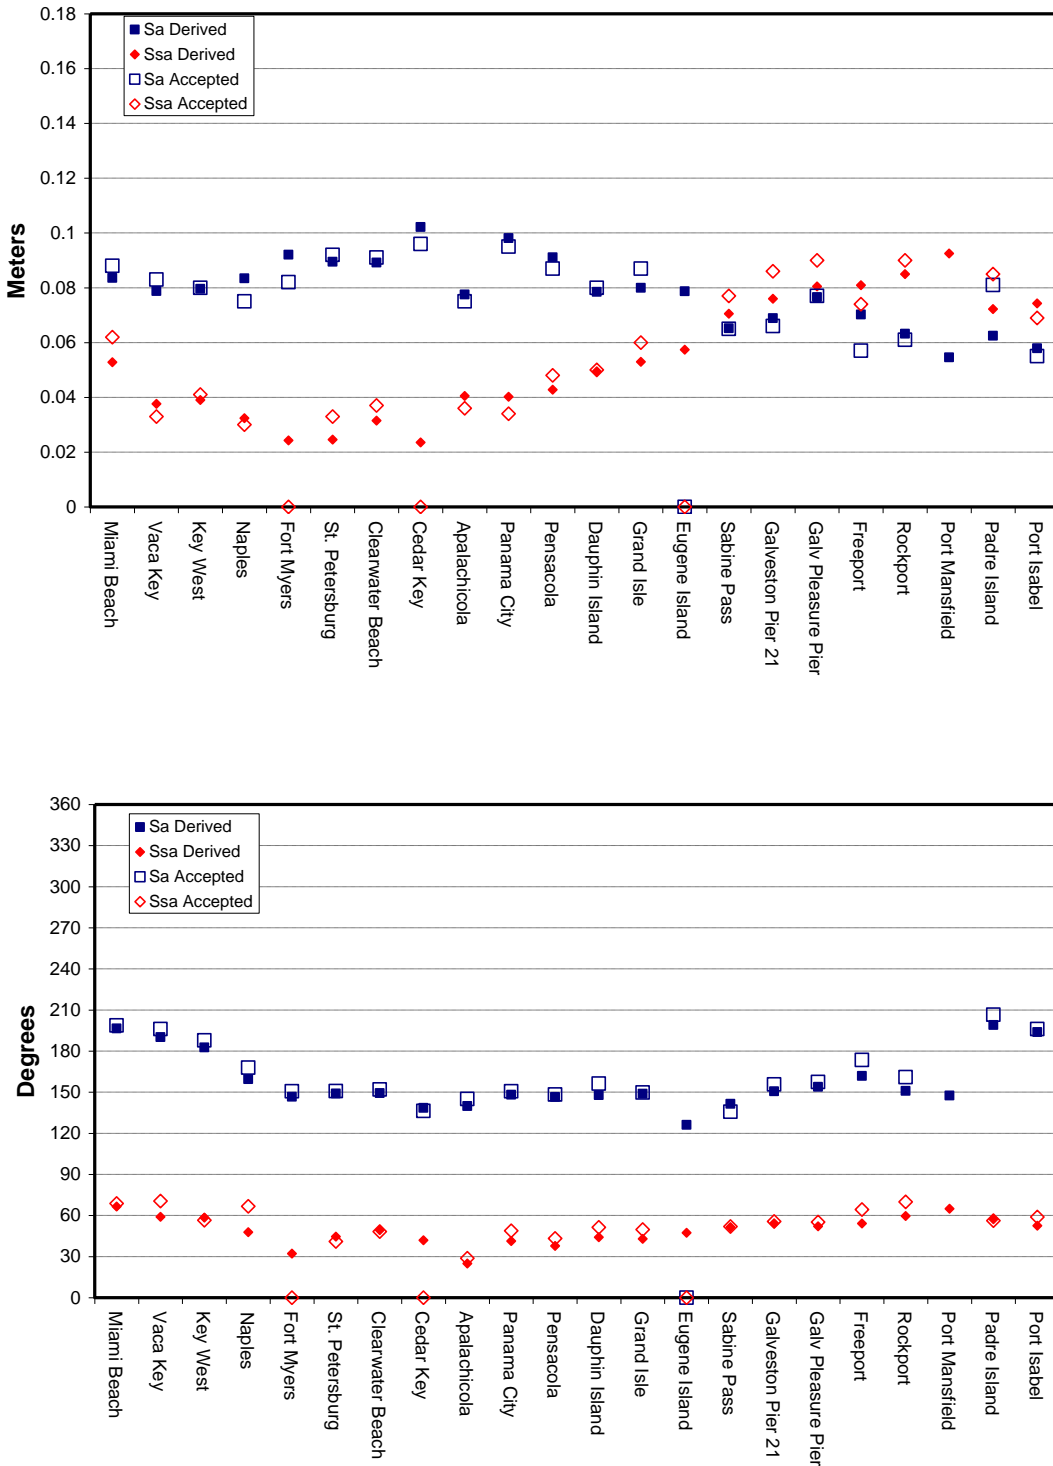 0.18
0.16
0.14
0.12
0.1
0.08
0.06
0.04
0.02
0
Meters
Sa Derived
Ssa Derived
Sa Accepted
Ssa Accepted
Miami Beach
Vaca Key
Key West
Naples
Fort Myers
St. Petersburg
Clearwater Beach
Cedar Key
Apalachicola
Panama City
Pensacola
Dauphin Island
Grand Isle
Eugene Island
Sabine Pass
Galveston Pier 21
Galv Pleasure Pier
Freeport
Rockport
Port Mansfield
Padre Island
Port Isabel
360
330
300
270
240
210
180
150
120
90
60
30
0
Degrees
Sa Derived
Ssa Derived
Sa Accepted
Ssa Accepted
Miami Beach
Vaca Key
Key West
Naples
Fort Myers
St. Petersburg
Clearwater Beach
Cedar Key
Apalachicola
Panama City
Pensacola
Dauphin Island
Grand Isle
Eugene Island
Sabine Pass
Galveston Pier 21
Galv Pleasure Pier
Freeport
Rockport
Port Mansfield
Padre Island
Port Isabel